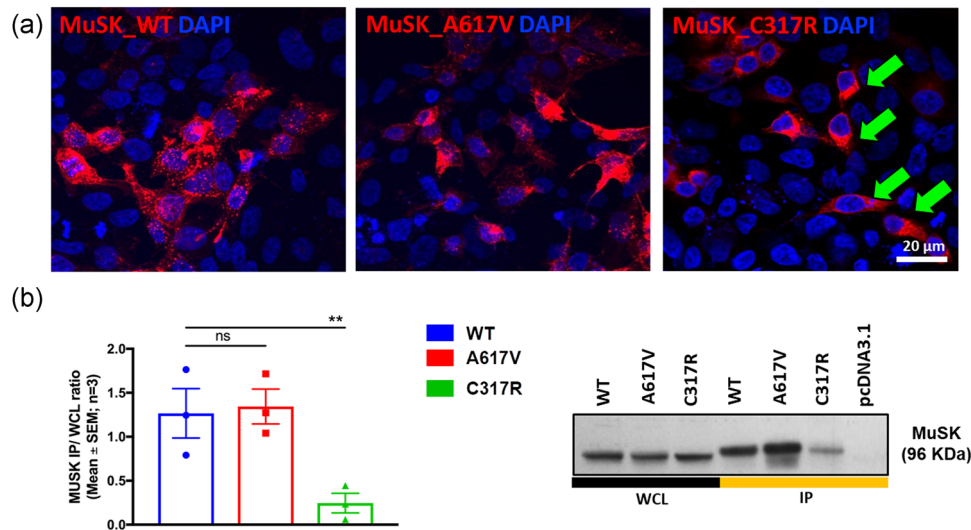 (a)
MuSK_WT DAPI
MuSK_A617V DAPI
MuSK_C317R DAPI
20 µm
(b)
MUSK IP/ WCL ratio
(Mean ± SEM; n=3)
2.0
1.5
1.0
0.5
0.0
ns
**
WT
A617V
C317R
WT
A617V
C317R
WT
A617V
C317R
pcDNA3.1
MuSK
(96 KDa)
WCL
IP